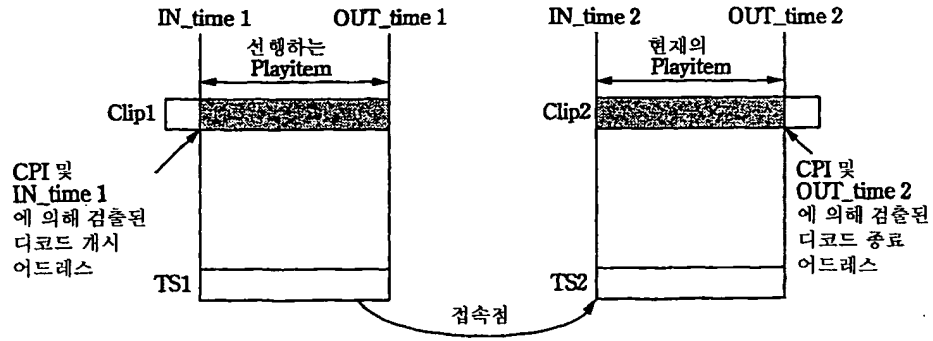 IN_time 1
OUT_time 1
IN_time 2
OUT_time 2
선행하는
Playitem
현재의
Playitem
Clip1
Clip2
CPI 및
IN_time 1
에 의해 검출된
디코드 개시
어드레스
CPI 및
OUT_time 2
에 의해 검출된
디코드 종료
어드레스
TS1
TS2
접속점